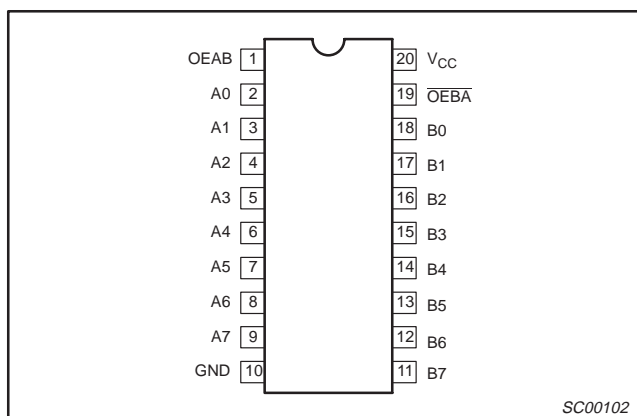 OEAB 1 20 VCC
A0 2 19 OEBA
A1 3 18 B0
A2 4 17 B1
A3 5 16 B2
A4 6 15 B3
A5 7 14 B4
A6 8 13 B5
A7 9 12 B6
GND 10 11 B7
SC00102